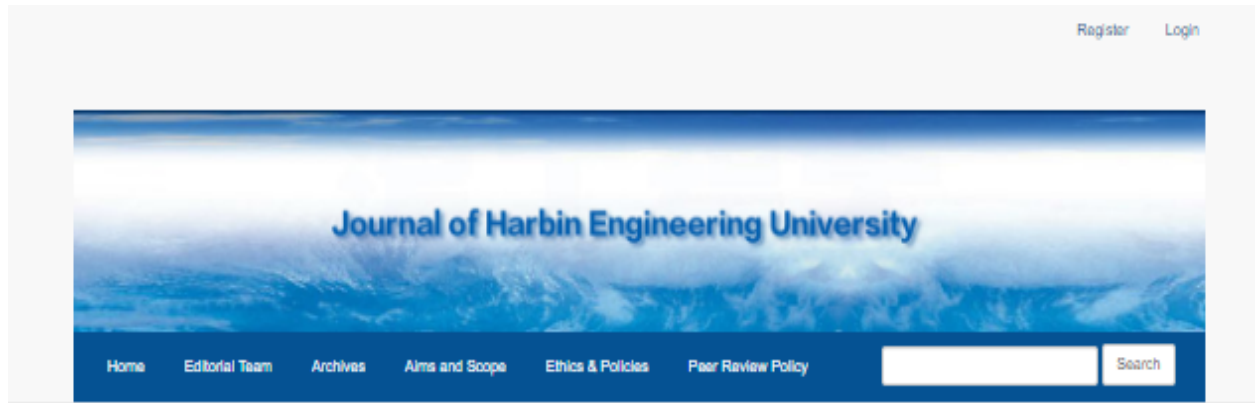 Register Login
Journal of Harbin Engineering University
Home Editorial Team Archives Aims and Scope Ethics & Policies Peer Review Policy Search